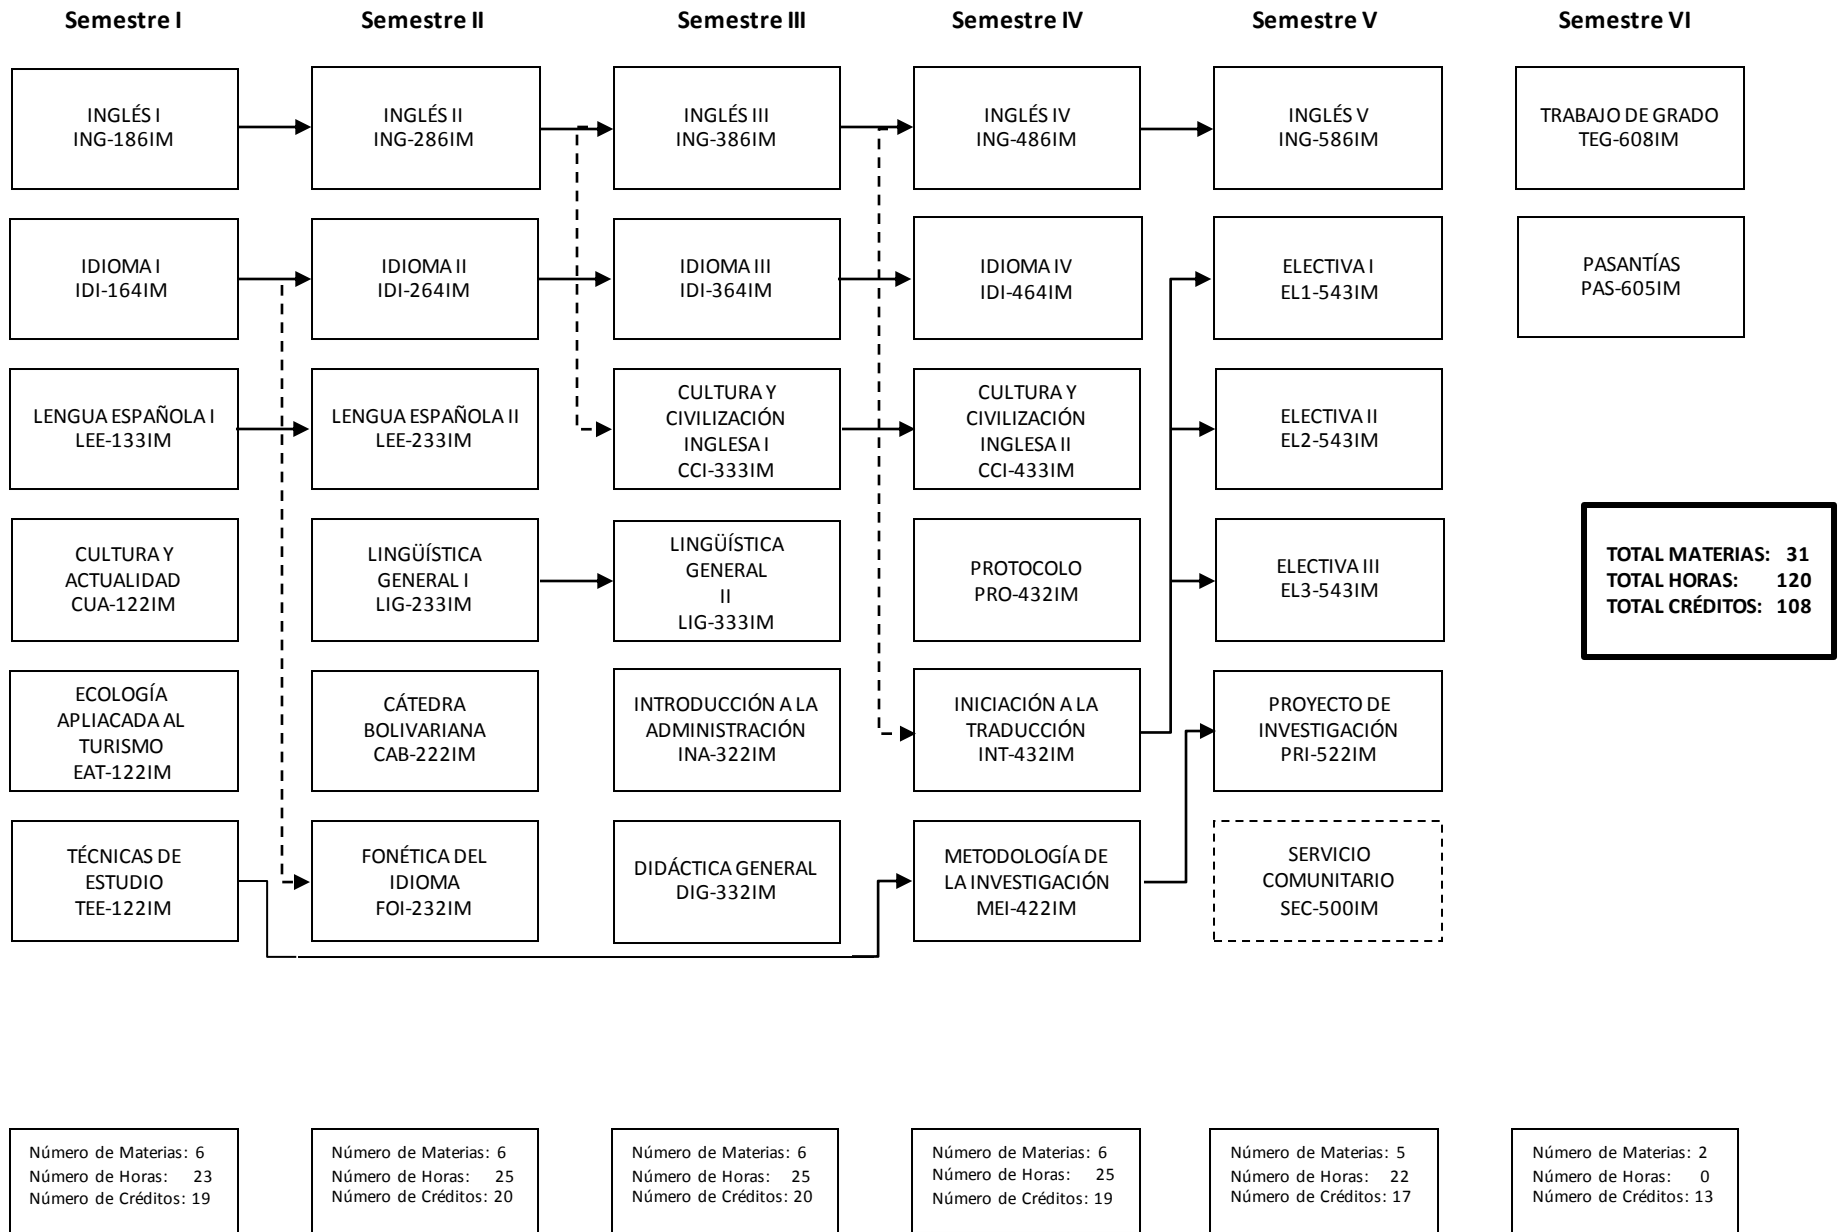 Semestre I
Semestre II
Semestre III
Semestre IV
Semestre V
Semestre VI
INGLÉS I
ING-186IM
INGLÉS II
ING-286IM
INGLÉS III
ING-386IM
INGLÉS IV
ING-486IM
INGLÉS V
ING-586IM
TRABAJO DE GRADO
TEG-608IM
IDIOMA I
IDI-164IM
IDIOMA II
IDI-264IM
IDIOMA III
IDI-364IM
IDIOMA IV
IDI-464IM
ELECTIVA I
EL1-543IM
PASANTÍAS
PAS-605IM
LENGUA ESPAÑOLA I
LEE-133IM
LENGUA ESPAÑOLA II
LEE-233IM
CULTURA Y
CIVILIZACIÓN
INGLESA I
CCI-333IM
CULTURA Y
CIVILIZACIÓN
INGLESA II
CCI-433IM
ELECTIVA II
EL2-543IM
CULTURA Y
ACTUALIDAD
CUA-122IM
LINGÜÍSTICA
GENERAL I
LIG-233IM
LINGÜÍSTICA
GENERAL
II
LIG-333IM
PROTOCOLO
PRO-432IM
ELECTIVA III
EL3-543IM
TOTAL MATERIAS: 31
TOTAL HORAS: 120
TOTAL CRÉDITOS: 108
ECOLOGÍA
APLIACADA AL
TURISMO
EAT-122IM
CÁTEDRA
BOLIVARIANA
CAB-222IM
INTRODUCCIÓN A LA
ADMINISTRACIÓN
INA-322IM
INICIACIÓN A LA
TRADUCCIÓN
INT-432IM
PROYECTO DE
INVESTIGACIÓN
PRI-522IM
TÉCNICAS DE
ESTUDIO
TEE-122IM
FONÉTICA DEL
IDIOMA
FOI-232IM
DIDÁCTICA GENERAL
DIG-332IM
METODOLOGÍA DE
LA INVESTIGACIÓN
MEI-422IM
SERVICIO
COMUNITARIO
SEC-500IM
Número de Materias: 6
Número de Horas: 23
Número de Créditos: 19
Número de Materias: 6
Número de Horas: 25
Número de Créditos: 20
Número de Materias: 6
Número de Horas: 25
Número de Créditos: 20
Número de Materias: 6
Número de Horas: 25
Número de Créditos: 19
Número de Materias: 5
Número de Horas: 22
Número de Créditos: 17
Número de Materias: 2
Número de Horas: 0
Número de Créditos: 13